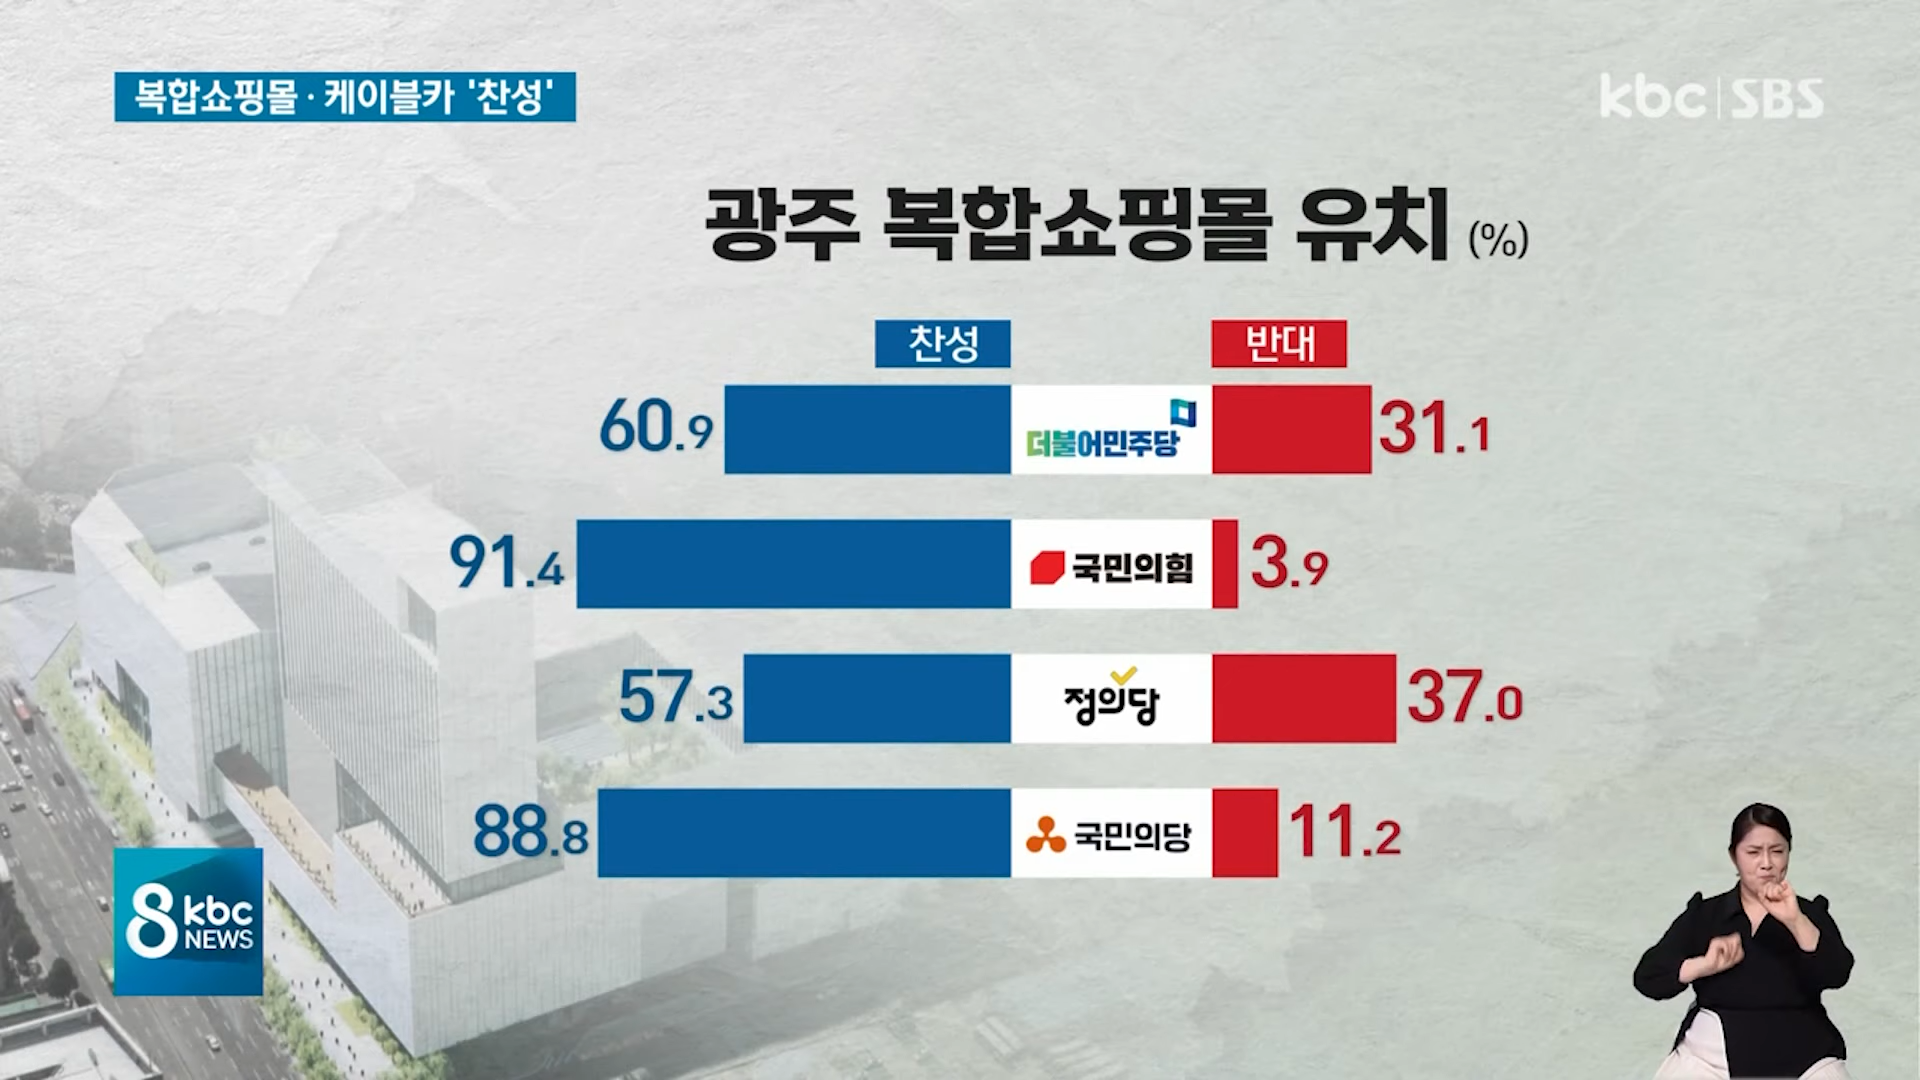 복합쇼핑몰·케이블카 '찬성'
kbc SBS
광주 복합쇼핑몰 유치 (%)
찬성 반대
60.9 더불어민주당 31.1
91.4 국민의힘 3.9
57.3 정의당 37.0
88.8 국민의당 11.2
8 kbc
NEWS